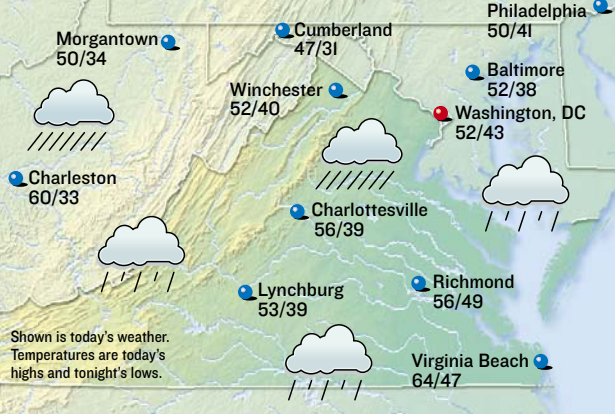 Philadelphia
50/41
Morgantown
50/34
Cumberland
47/31
Winchester
52/40
Baltimore
52/38
Washington, DC
52/43
Charleston
60/33
Charlottesville
56/39
Lynchburg
53/39
Richmond
56/49
Shown is today's weather.
Temperatures are today's
highs and tonight's lows.
Virginia Beach
64/47